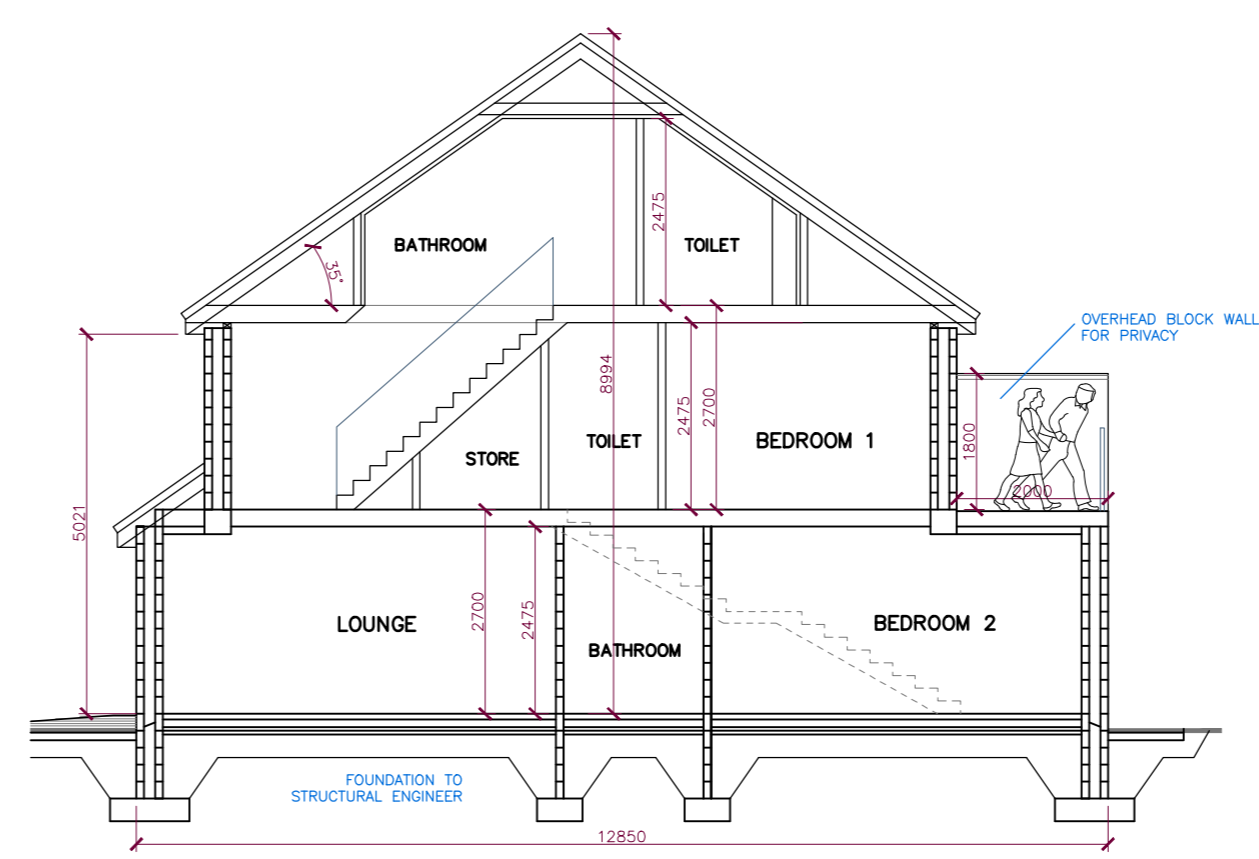 2475
BATHROOM
TOILET
35°
OVERHEAD BLOCK WALL
FOR PRIVACY
8994
2475
2700
1800
TOILET
BEDROOM 1
STORE
2000
5021
2700
2475
LOUNGE
BEDROOM 2
BATHROOM
FOUNDATION TO
STRUCTURAL ENGINEER
12850